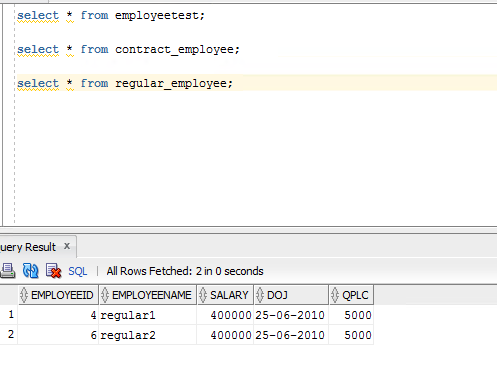 select * from employeetest;
select * from contract_employee;
select * from regular_employee;
uery Result x
SQL | All Rows Fetched: 2 in 0 seconds
EMPLOYEEID EMPLOYEENAME SALARY DOJ QPLC
1 4 regular1 400000 25-06-2010 5000
2 6 regular2 400000 25-06-2010 5000